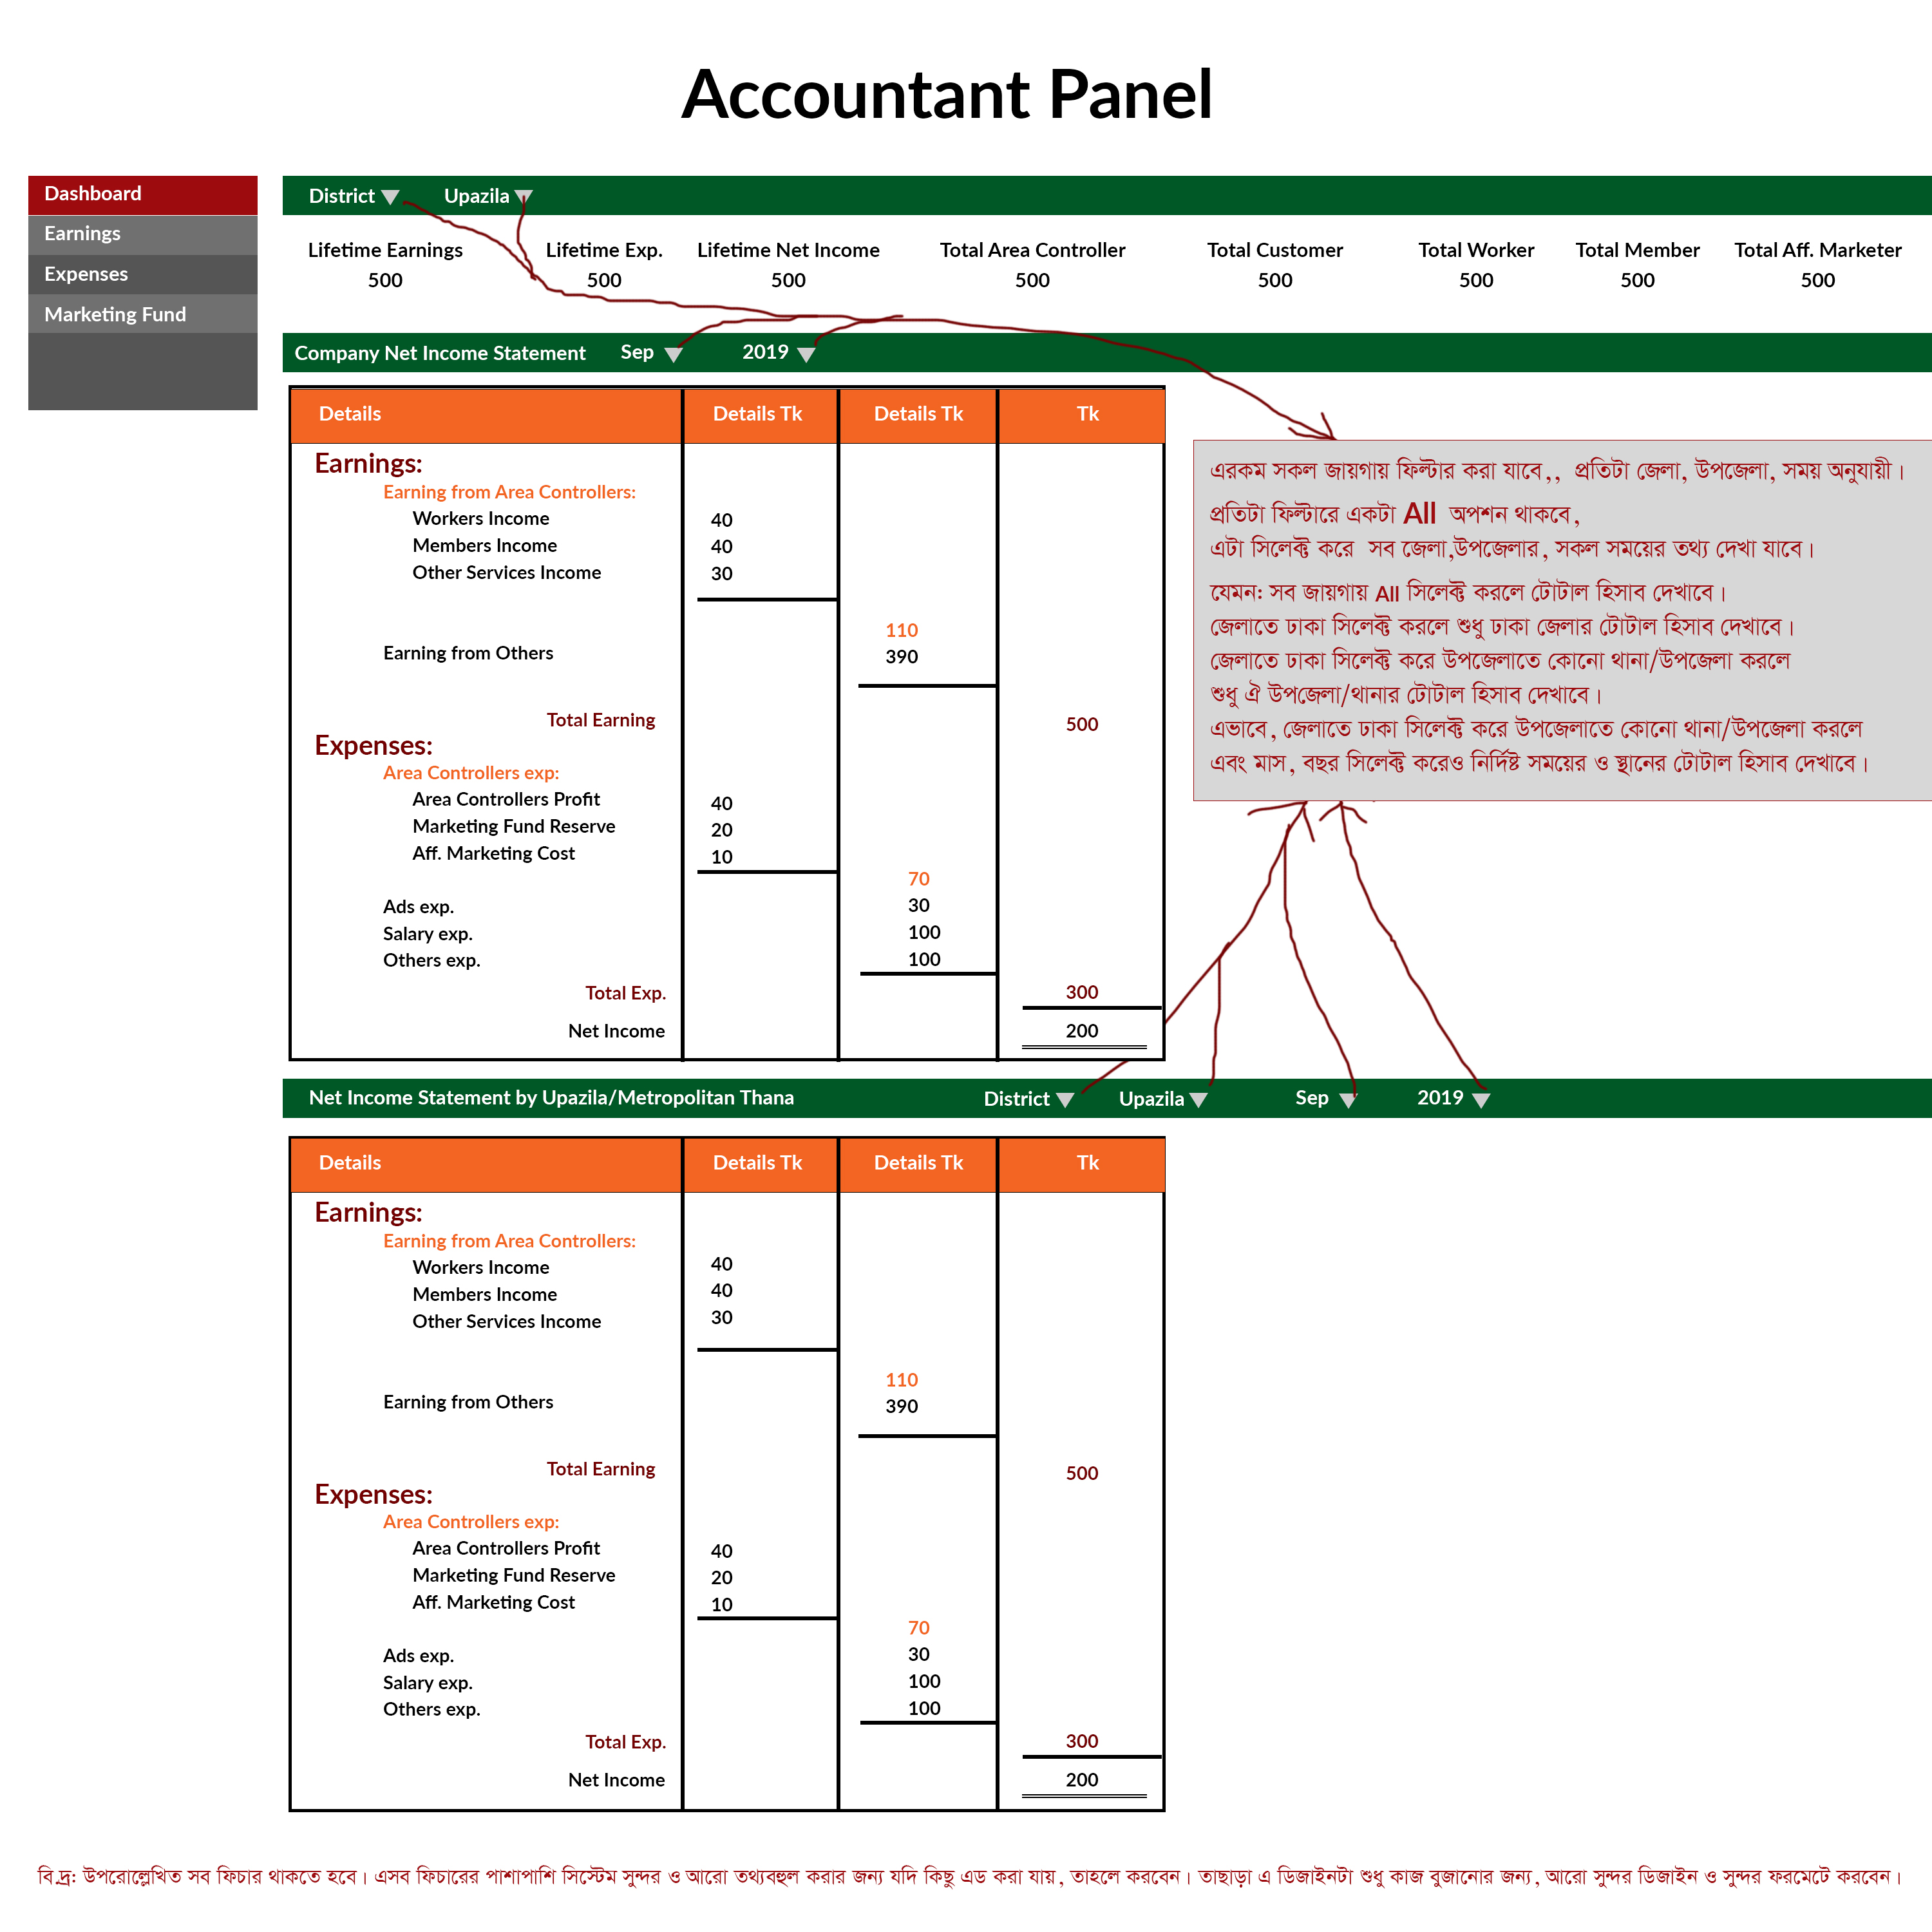 Accountant Panel
Dashboard
Earnings
Expenses
Marketing Fund
District Upazila
Lifetime Earnings Lifetime Exp. Lifetime Net Income Total Area Controller Total Customer Total Worker Total Member Total Aff. Marketer
500 500 500 500 500 500 500 500
Company Net Income Statement Sep 2019
Details Details Tk Details Tk Tk
Earnings:
Earning from Area Controllers:
Workers Income 40
Members Income 40
Other Services Income 30
110
Earning from Others 390
Total Earning 500
Expenses:
Area Controllers exp:
Area Controllers Profit 40
Marketing Fund Reserve 20
Aff. Marketing Cost 10
70
Ads exp. 30
Salary exp. 100
Others exp. 100
Total Exp. 300
Net Income 200
এরকম সকল জায়গায় ফিল্টার করা যাবে,, প্রতিটা জেলা, উপজেলা, সময় অনুযায়ী।
প্রতিটা ফিল্টারে একটা All অপশন থাকবে,
এটা সিলেক্ট করে সব জেলা,উপজেলার, সকল সময়ের তথ্য দেখা যাবে।
যেমন: সব জায়গায় All সিলেক্ট করলে টোটাল হিসাব দেখাবে।
জেলাতে ঢাকা সিলেক্ট করলে শুধু ঢাকা জেলার টোটাল হিসাব দেখাবে।
জেলাতে ঢাকা সিলেক্ট করে উপজেলাতে কোনো থানা/উপজেলা করলে
শুধু ঐ উপজেলা/থানার টোটাল হিসাব দেখাবে।
এভাবে, জেলাতে ঢাকা সিলেক্ট করে উপজেলাতে কোনো থানা/উপজেলা করলে
এবং মাস, বছর সিলেক্ট করেও নির্দিষ্ট সময়ের ও স্থানের টোটাল হিসাব দেখাবে।
Net Income Statement by Upazila/Metropolitan Thana District Upazila Sep 2019
Details Details Tk Details Tk Tk
Earnings:
Earning from Area Controllers:
Workers Income 40
Members Income 40
Other Services Income 30
110
Earning from Others 390
Total Earning 500
Expenses:
Area Controllers exp:
Area Controllers Profit 40
Marketing Fund Reserve 20
Aff. Marketing Cost 10
70
Ads exp. 30
Salary exp. 100
Others exp. 100
Total Exp. 300
Net Income 200
বি.দ্র: উপরোল্লেখিত সব ফিচার থাকতে হবে। এসব ফিচারের পাশাপাশি সিস্টেম সুন্দর ও আরো তথ্যবহুল করার জন্য যদি কিছু এড করা যায়, তাহলে করবেন। তাছাড়া এ ডিজাইনটা শুধু কাজ বুজানোর জন্য, আরো সুন্দর ডিজাইন ও সুন্দর ফরমেটে করবেন।